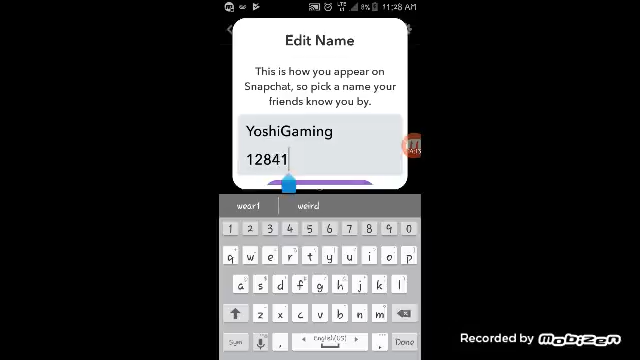 8% 11:28 AM
Edit Name
This is how you appear on
Snapchat, so pick a name your
friends know you by.
YoshiGaming
12841
wear1 weird
1 2 3 4 5 6 7 8 9 0
q w e r t y u i o p
a s d f g h j k l
z x c v b n m
Sym English(US) Done
Recorded by Mobizen